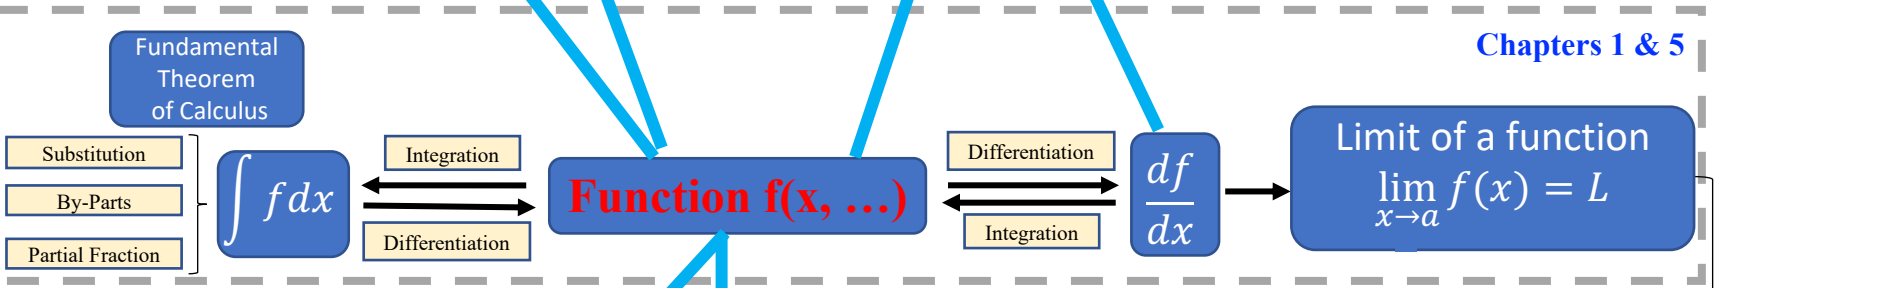 Chapters 1 & 5
Fundamental
Theorem
of Calculus
Substitution
By-Parts
Partial Fraction
∫ f dx
Integration
Differentiation
Function f(x, …)
Differentiation
Integration
df
dx
Limit of a function
lim f(x) = L
x→a